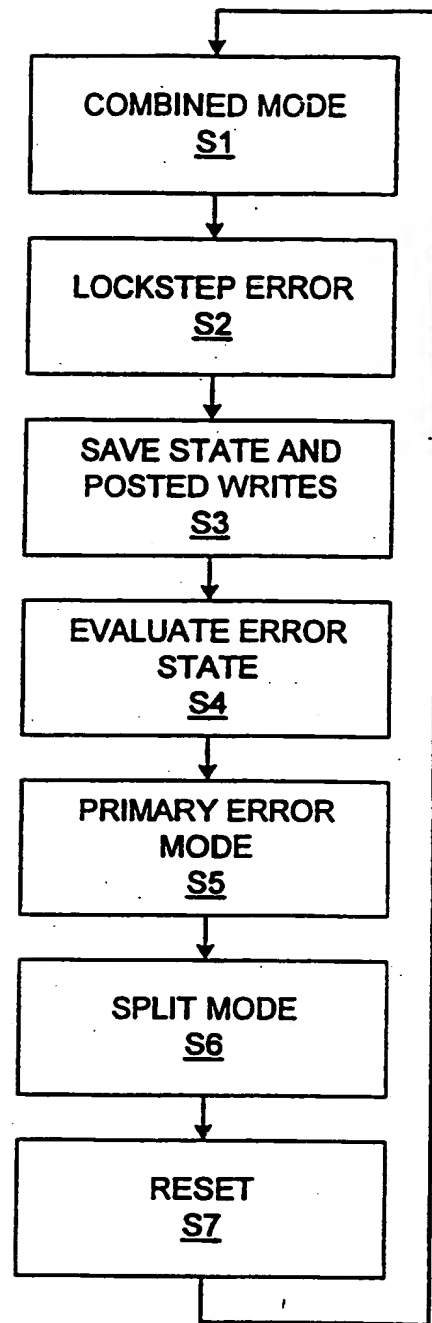 COMBINED MODE
S1
LOCKSTEP ERROR
S2
SAVE STATE AND
POSTED WRITES
S3
EVALUATE ERROR
STATE
S4
PRIMARY ERROR
MODE
S5
SPLIT MODE
S6
RESET
S7